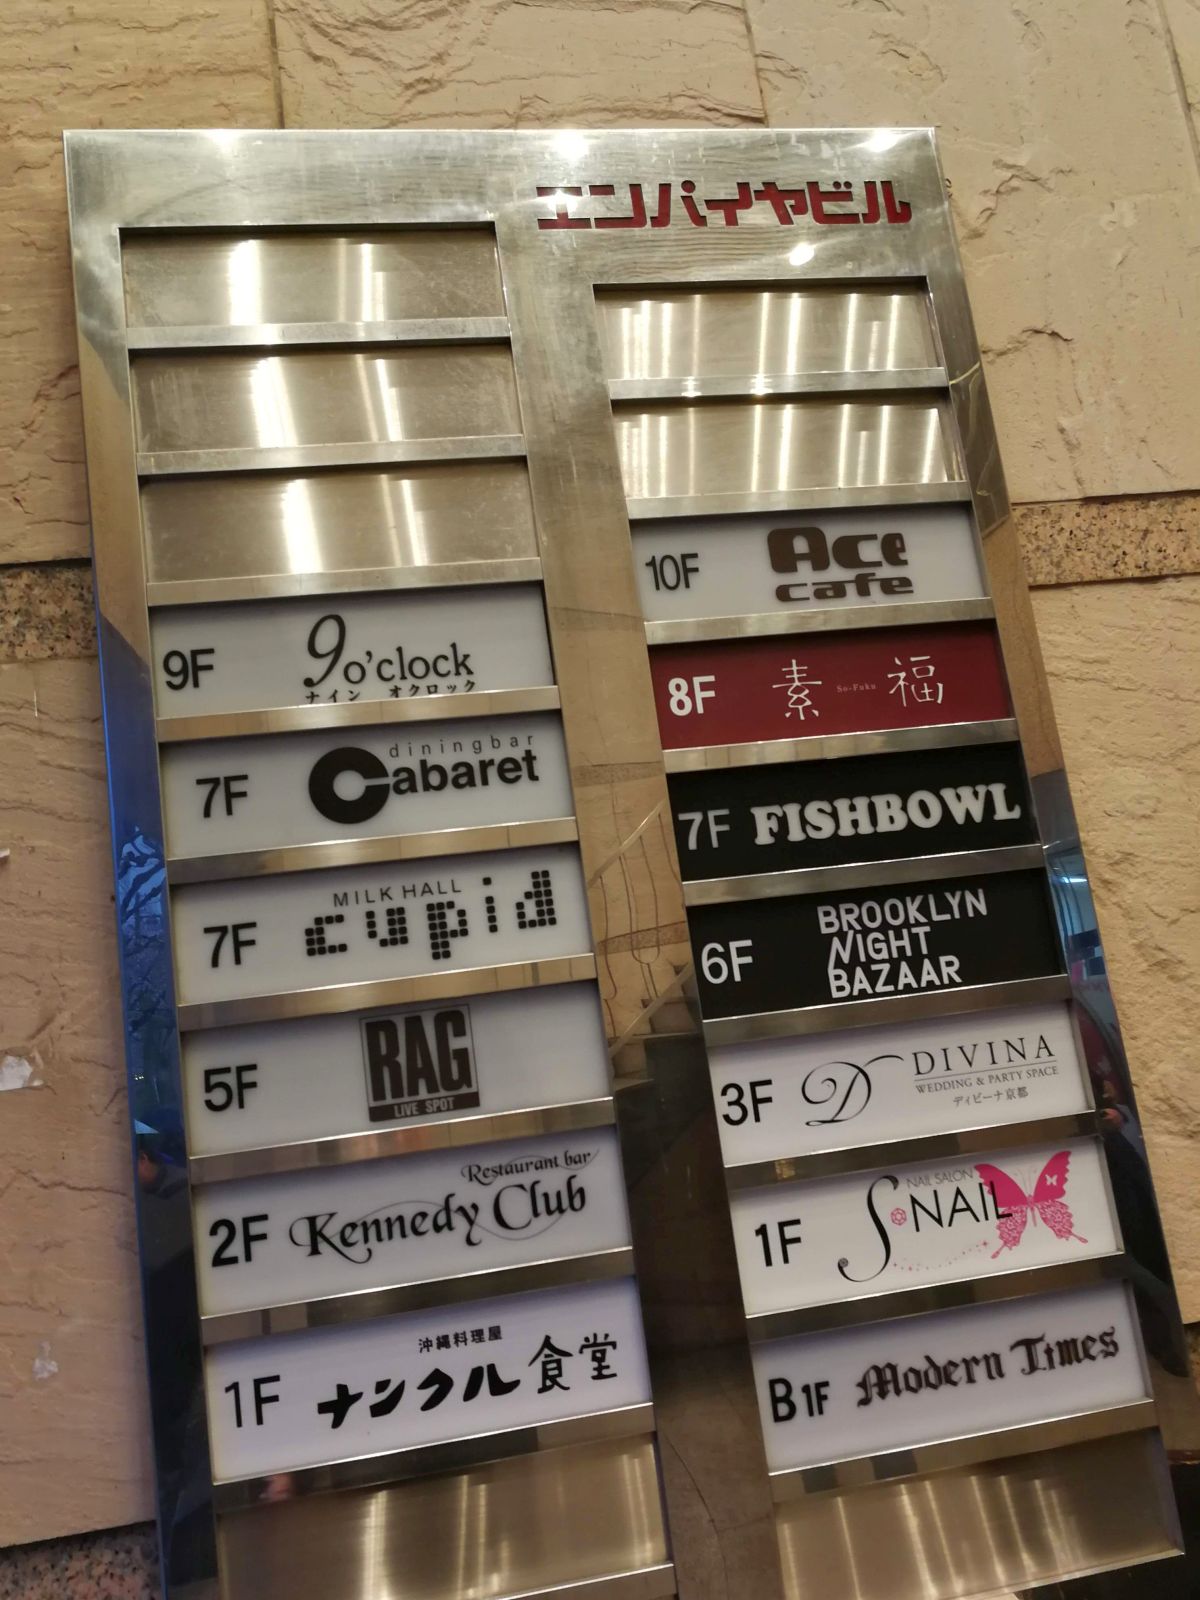 エンパイヤビル
9F
9 o'clock
ナイン オクロック
7F
diningbar
Cabaret
7F
MILK HALL
cupid
5F
RAG
LIVE SPOT
2F
Restaurant bar
Kennedy Club
1F
沖縄料理屋
ナンクル食堂
10F
Ace
cafe
8F
素 So-Fuku 福
7F
FISHBOWL
6F
BROOKLYN
NIGHT
BAZAAR
3F
D
DIVINA
WEDDING & PARTY SPACE
ディビーナ京都
1F
NAIL SALON
S·NAIL
B1F
Modern Times